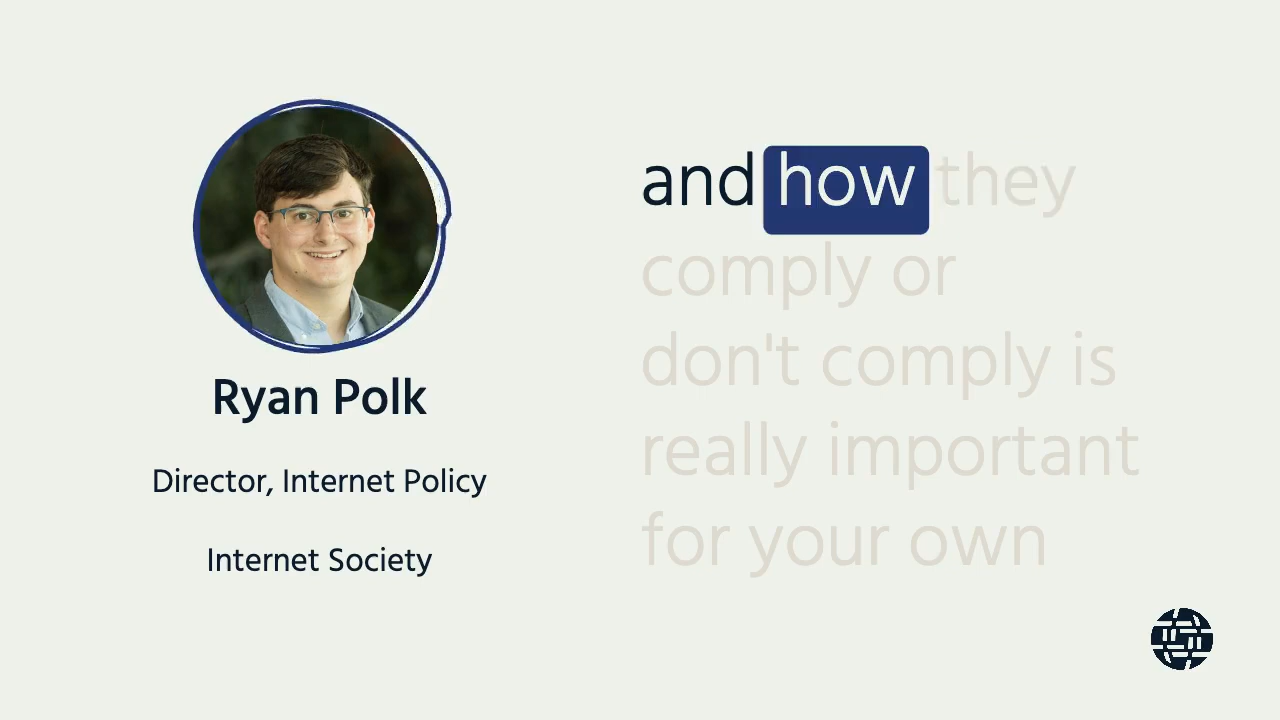 Ryan Polk
Director, Internet Policy
Internet Society
and how they
comply or
don't comply is
really important
for your own